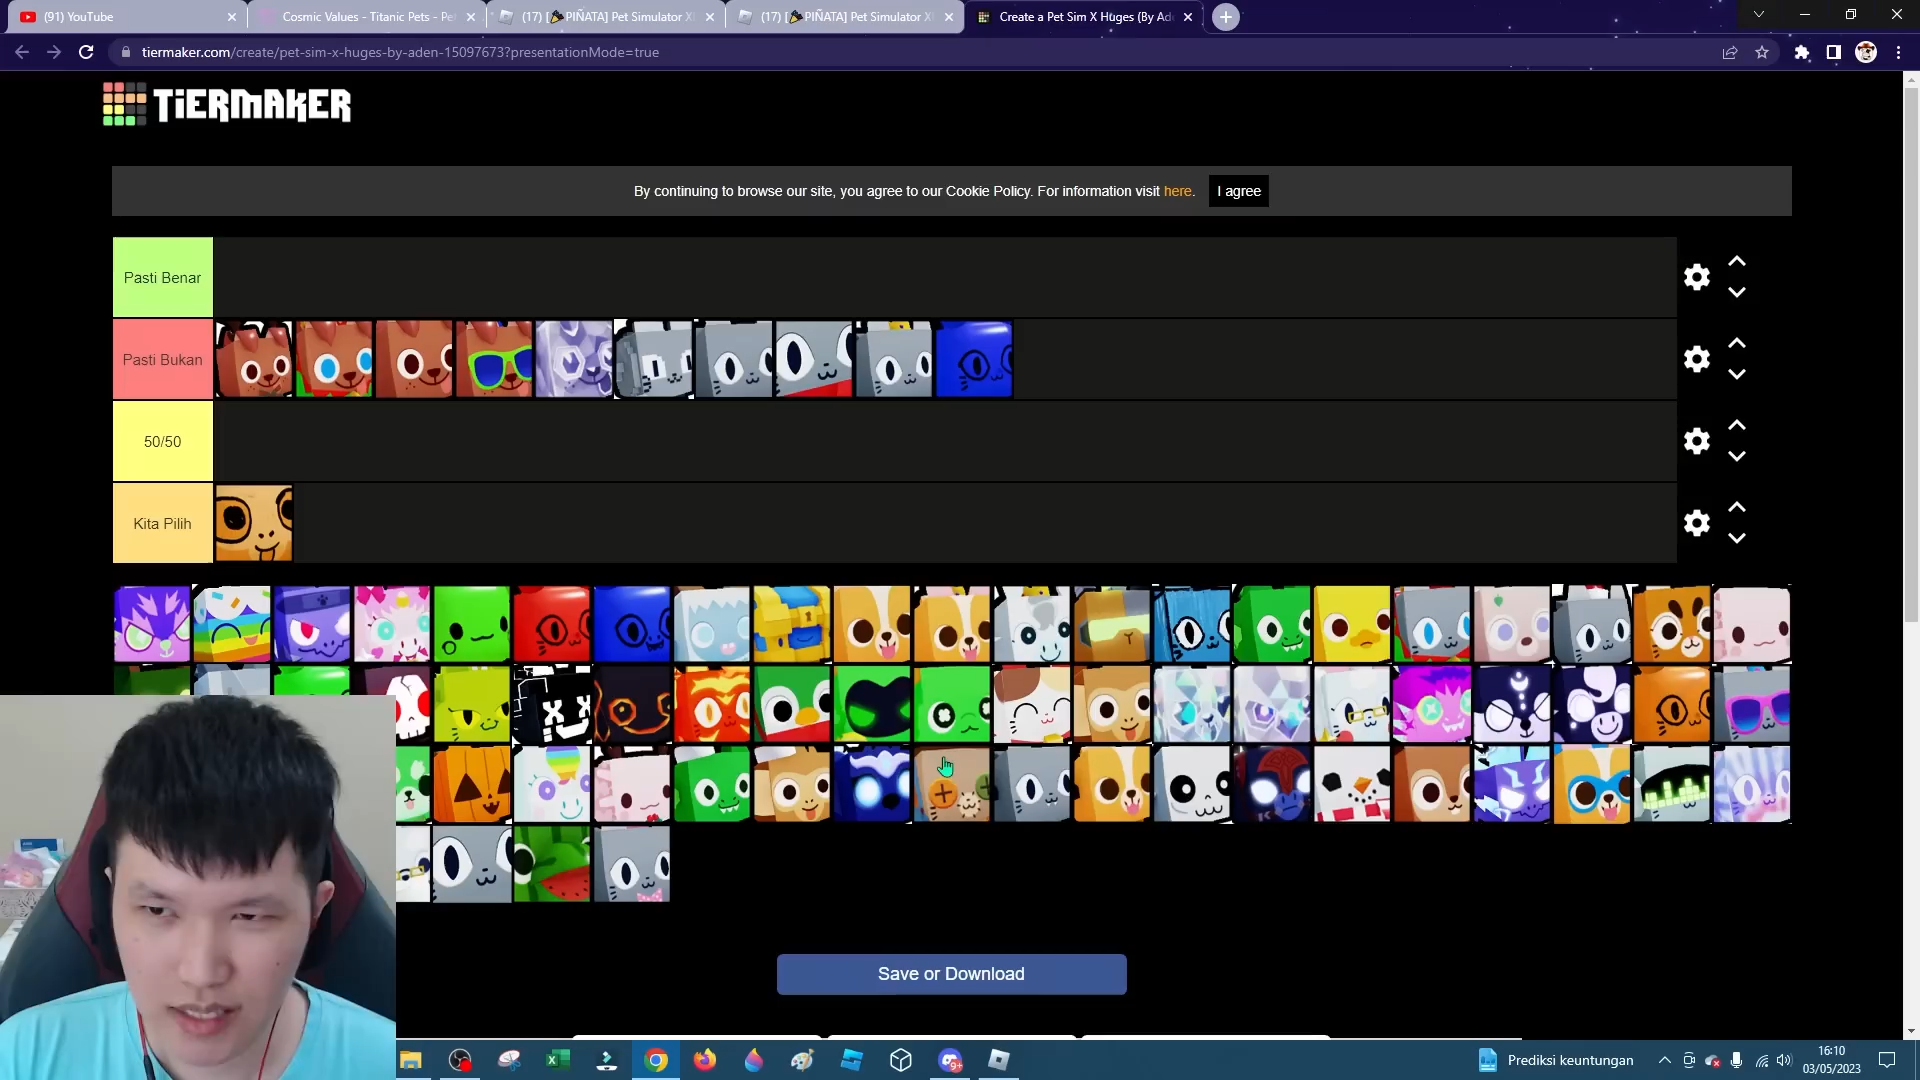 (91) YouTube
Cosmic Values - Titanic Pets - Pe
(17) [🪅PIÑATA] Pet Simulator X
(17) [🪅PIÑATA] Pet Simulator X
Create a Pet Sim X Huges (By Ade
tiermaker.com/create/pet-sim-x-huges-by-aden-15097673?presentationMode=true
TiERMAKER
By continuing to browse our site, you agree to our Cookie Policy. For information visit here.
I agree
Pasti Benar
Pasti Bukan
50/50
Kita Pilih
Save or Download
9+
Prediksi keuntungan
16:10
03/05/2023